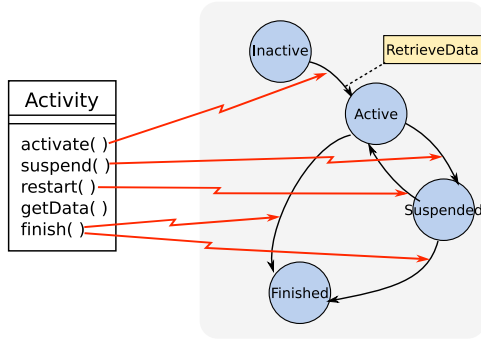 Activity
activate( )
suspend( )
restart( )
getData( )
finish( )
Inactive
RetrieveData
Active
Suspended
Finished